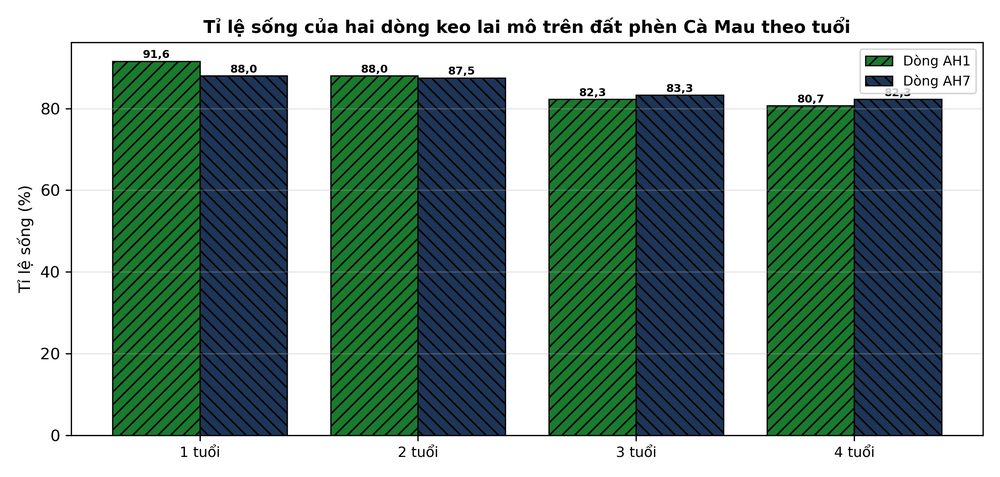 Tỉ lệ sống của hai dòng keo lai mô trên đất phèn Cà Mau theo tuổi
Tỉ lệ sống (%)
80
60
40
20
0
91,6
88,0
88,0
87,5
82,3
83,3
80,7
82,3
Dòng AH1
Dòng AH7
1 tuổi
2 tuổi
3 tuổi
4 tuổi